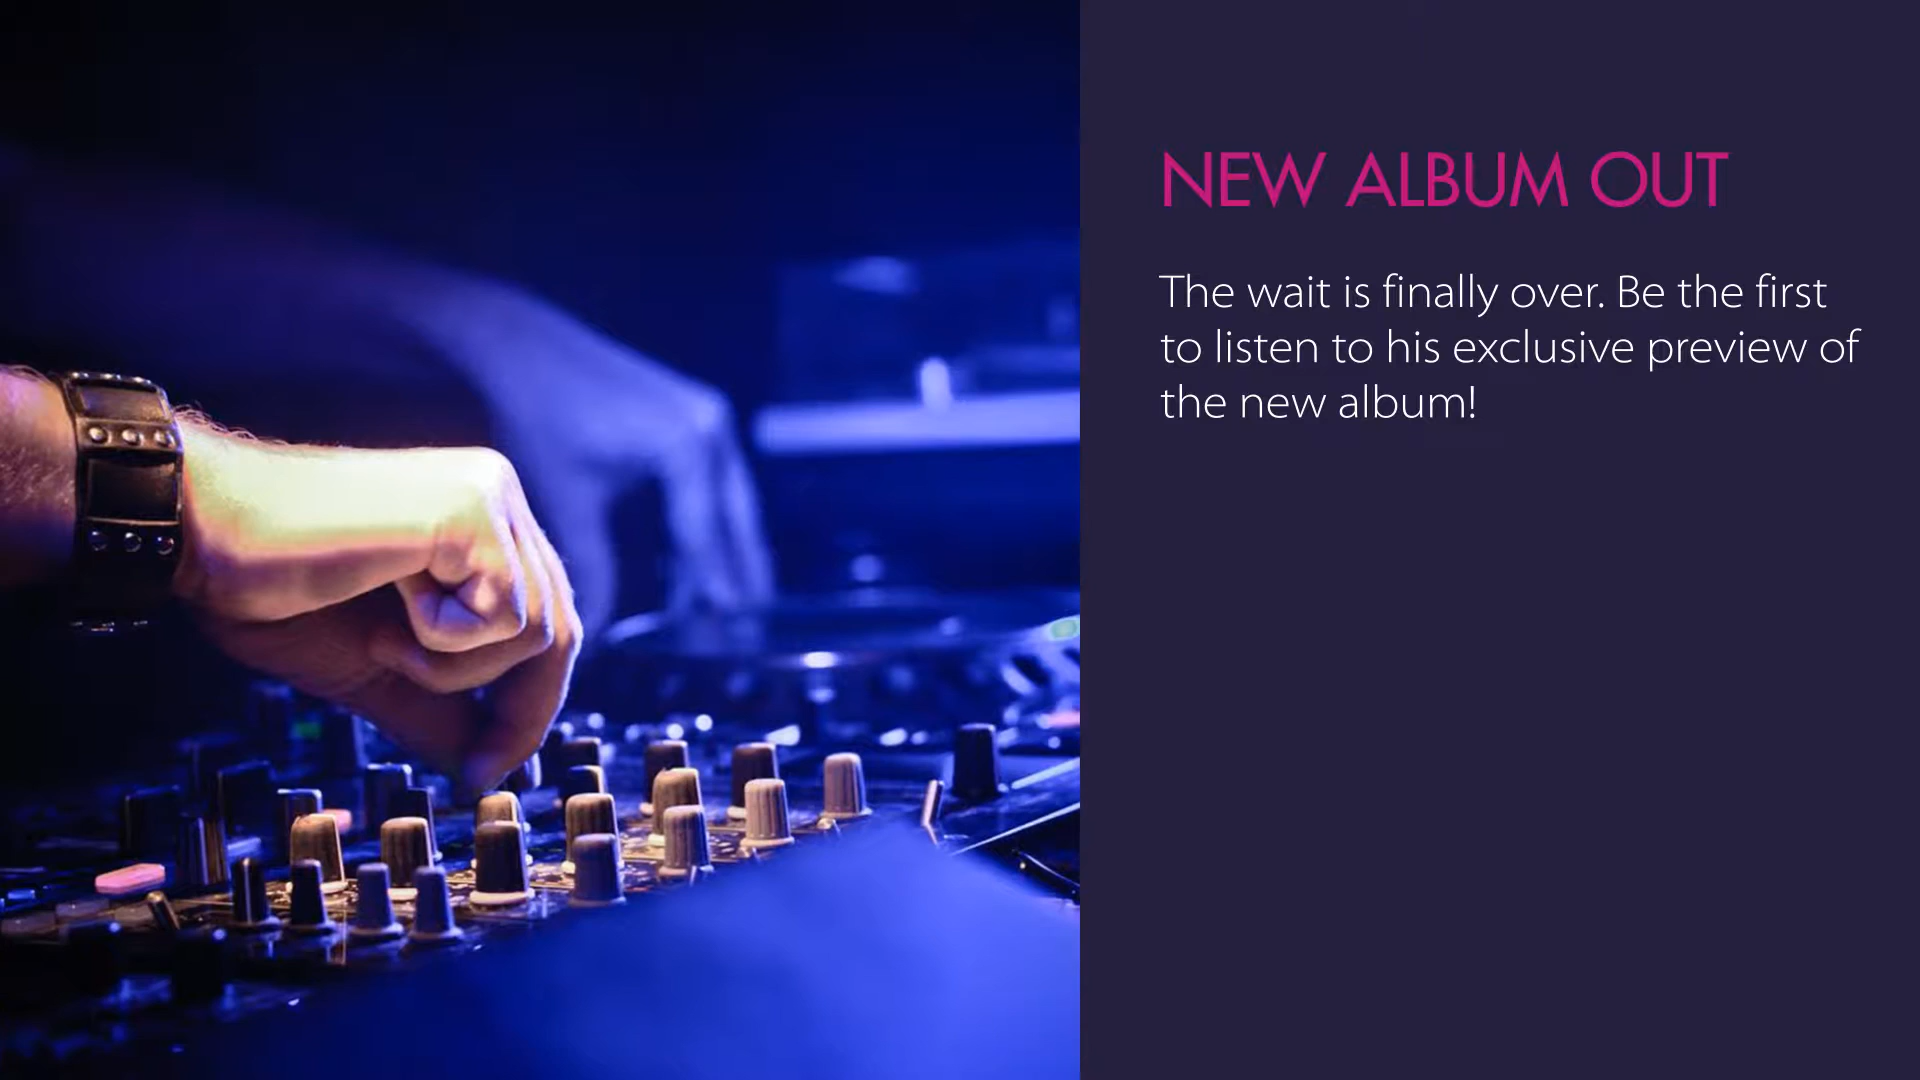 NEW ALBUM OUT
The wait is finally over. Be the first
to listen to his exclusive preview of
the new album!